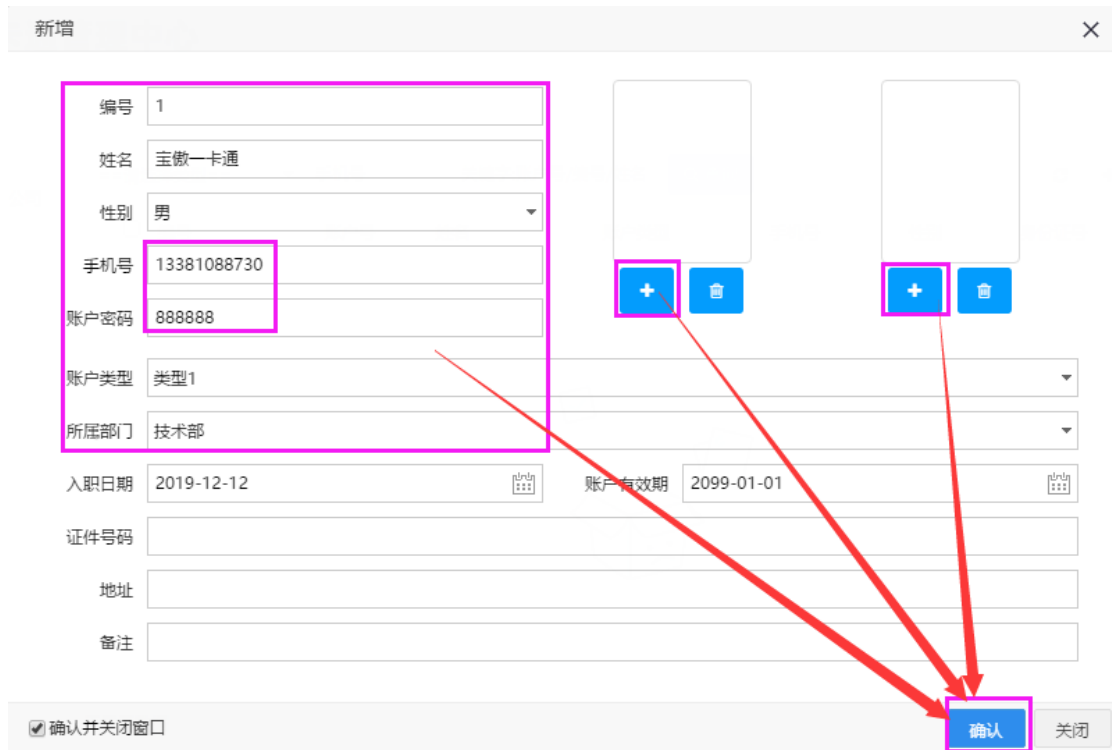 新增
编号 1
姓名 宝傲一卡通
性别 男
手机号 13381088730
账户密码 888888
账户类型 类型1
所属部门 技术部
入职日期 2019-12-12 账户有效期 2099-01-01
证件号码
地址
备注
确认并关闭窗口 确认 关闭